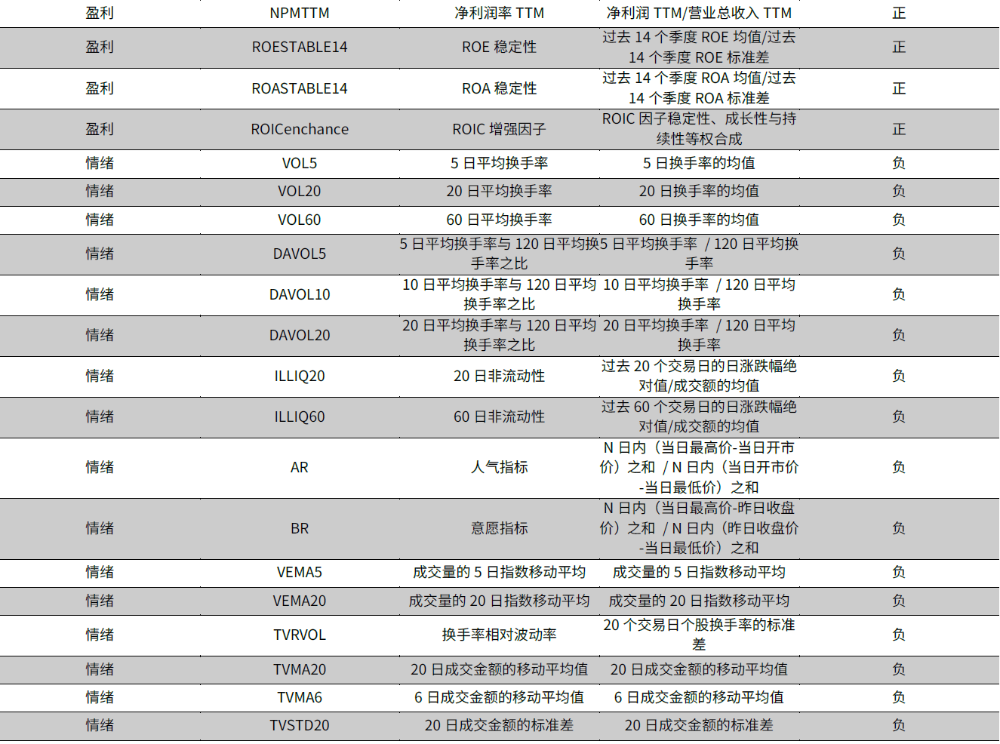 盈利 NPMTTM 净利润率 TTM 净利润 TTM/营业总收入 TTM 正
盈利 ROESTABLE14 ROE 稳定性 过去 14 个季度 ROE 均值/过去
14 个季度 ROE 标准差 正
盈利 ROASTABLE14 ROA 稳定性 过去 14 个季度 ROA 均值/过去
14 个季度 ROA 标准差 正
盈利 ROICenchance ROIC 增强因子 ROIC 因子稳定性、成长性与持
续性等权合成 正
情绪 VOL5 5 日平均换手率 5 日换手率的均值 负
情绪 VOL20 20 日平均换手率 20 日换手率的均值 负
情绪 VOL60 60 日平均换手率 60 日换手率的均值 负
情绪 DAVOL5 5 日平均换手率与 120 日平均换
手率之比 5 日平均换手率 / 120 日平均换
手率 负
情绪 DAVOL10 10 日平均换手率与 120 日平均
换手率之比 10 日平均换手率 / 120 日平均
换手率 负
情绪 DAVOL20 20 日平均换手率与 120 日平均
换手率之比 20 日平均换手率 / 120 日平均
换手率 负
情绪 ILLIQ20 20 日非流动性 过去 20 个交易日的日涨跌幅绝
对值/成交额的均值 负
情绪 ILLIQ60 60 日非流动性 过去 60 个交易日的日涨跌幅绝
对值/成交额的均值 负
情绪 AR 人气指标 N 日内（当日最高价-当日开市
价）之和 / N 日内（当日开市价
-当日最低价）之和 负
情绪 BR 意愿指标 N 日内（当日最高价-昨日收盘
价）之和 / N 日内（昨日收盘价
-当日最低价）之和 负
情绪 VEMA5 成交量的 5 日指数移动平均 成交量的 5 日指数移动平均 负
情绪 VEMA20 成交量的 20 日指数移动平均 成交量的 20 日指数移动平均 负
情绪 TVRVOL 换手率相对波动率 20 个交易日个股换手率的标准
差 负
情绪 TVMA20 20 日成交金额的移动平均值 20 日成交金额的移动平均值 负
情绪 TVMA6 6 日成交金额的移动平均值 6 日成交金额的移动平均值 负
情绪 TVSTD20 20 日成交金额的标准差 20 日成交金额的标准差 负